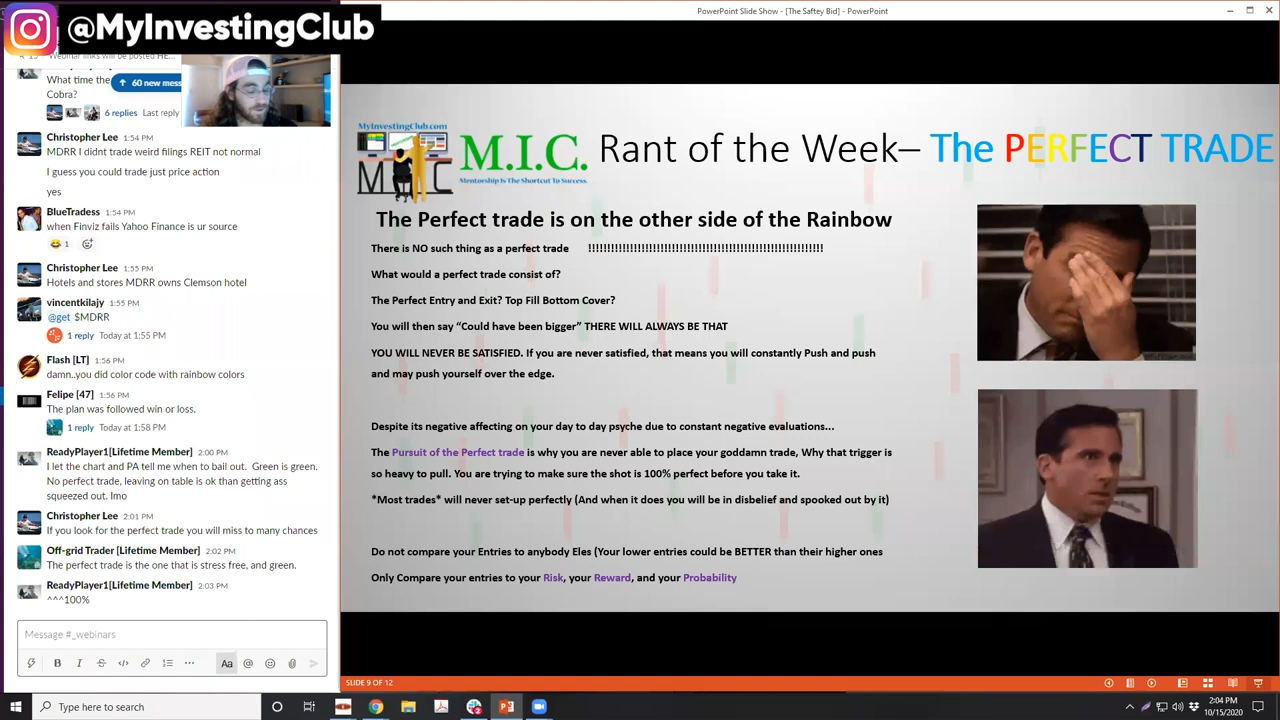 PowerPoint Slide Show - [The Saftey Bid] - PowerPoint
@MyInvestingClub
Webinar links will be posted HE...
What time the
60 new mess
Cobra?
6 replies Last reply
Christopher Lee 1:54 PM
MDRR I didnt trade weird filings REIT not normal
I guess you could trade just price action
yes
BlueTradess 1:54 PM
when Finviz fails Yahoo Finance is ur source
1
Christopher Lee 1:55 PM
Hotels and stores MDRR owns Clemson hotel
vincentkilajy 1:55 PM
@get $MDRR
1 reply Today at 1:55 PM
Flash [LT] 1:56 PM
damn..you did color code with rainbow colors
Felipe [47] 1:56 PM
The plan was followed win or loss.
1 reply Today at 1:58 PM
ReadyPlayer1[Lifetime Member] 2:00 PM
I let the chart and PA tell me when to bail out. Green is green.
No perfect trade, leaving on table is ok than getting ass
squeezed out. Imo
Christopher Lee 2:01 PM
If you look for the perfect trade you will miss to many chances
Off-grid Trader [Lifetime Member] 2:02 PM
The perfect trade is the one that is stress free, and green.
ReadyPlayer1[Lifetime Member] 2:03 PM
^^^100%
Message #_webinars
B I Aa @
MyInvestingClub.com
MIC
M.I.C.
Mentorship Is The Shortcut To Success.
Rant of the Week– The PERFECT TRADE
The Perfect trade is on the other side of the Rainbow
There is NO such thing as a perfect trade !!!!!!!!!!!!!!!!!!!!!!!!!!!!!!!!!!!!!!!!!!!!!!!!!!!!!!!!!!!!!!
What would a perfect trade consist of?
The Perfect Entry and Exit? Top Fill Bottom Cover?
You will then say “Could have been bigger” THERE WILL ALWAYS BE THAT
YOU WILL NEVER BE SATISFIED. If you are never satisfied, that means you will constantly Push and push
and may push yourself over the edge.
Despite its negative affecting on your day to day psyche due to constant negative evaluations...
The Pursuit of the Perfect trade is why you are never able to place your goddamn trade, Why that trigger is
so heavy to pull. You are trying to make sure the shot is 100% perfect before you take it.
*Most trades* will never set-up perfectly (And when it does you will be in disbelief and spooked out by it)
Do not compare your Entries to anybody Eles (Your lower entries could be BETTER than their higher ones
Only Compare your entries to your Risk, your Reward, and your Probability
SLIDE 9 OF 12
Type here to search
2:04 PM
10/15/2020